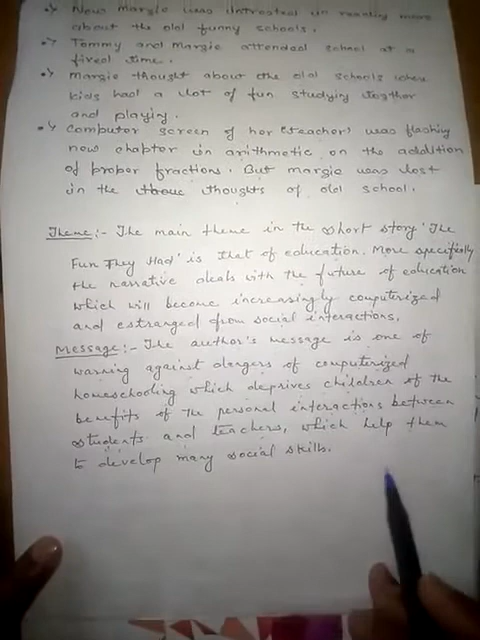 •› Now margie was intrested in reading more
about the old funny schools.
•› Tommy and margie attended school at a
fixed time.
•› Margie thought about the old schools when
kids had a lot of fun studying together
and playing.
•› Computer screen of her (teacher) was flashing
new chapter in arithmetic on the addition
of proper fractions. But margie was lost
in the thoughts of old school.
Theme:- The main theme in the short story 'The
Fun They Had' is that of education. More specifically
the narrative deals with the future of education
which will become increasingly computerized
and estranged from social interactions.
Message:- The author's message is one of
warning against dangers of computerized
homeschooling which deprives children of the
benefits of the personal interactions between
students and teachers, which help them
to develop many social skills.